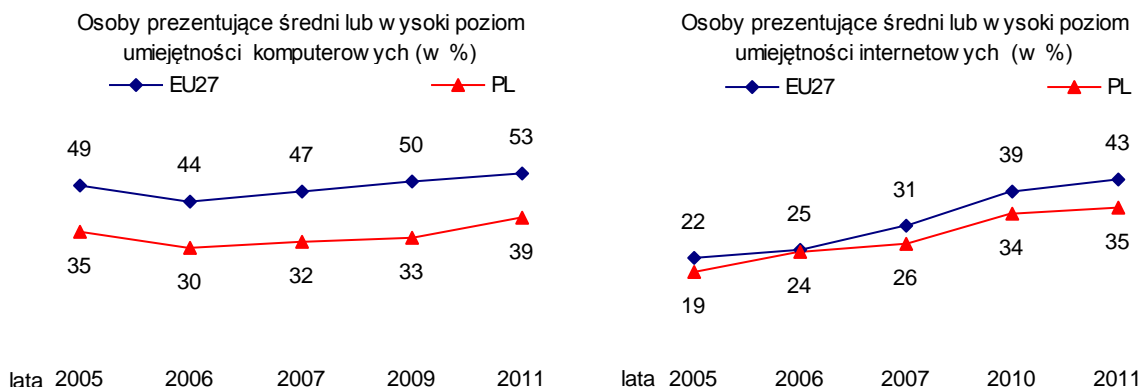 Osoby prezentujące średni lub wysoki poziom
umiejętności komputerowych (w %)
EU27 PL
49 44 47 50 53
35 30 32 33 39
lata 2005 2006 2007 2009 2011
Osoby prezentujące średni lub wysoki poziom
umiejętności internetowych (w %)
EU27 PL
22 25 31 39 43
19 24 26 34 35
lata 2005 2006 2007 2010 2011